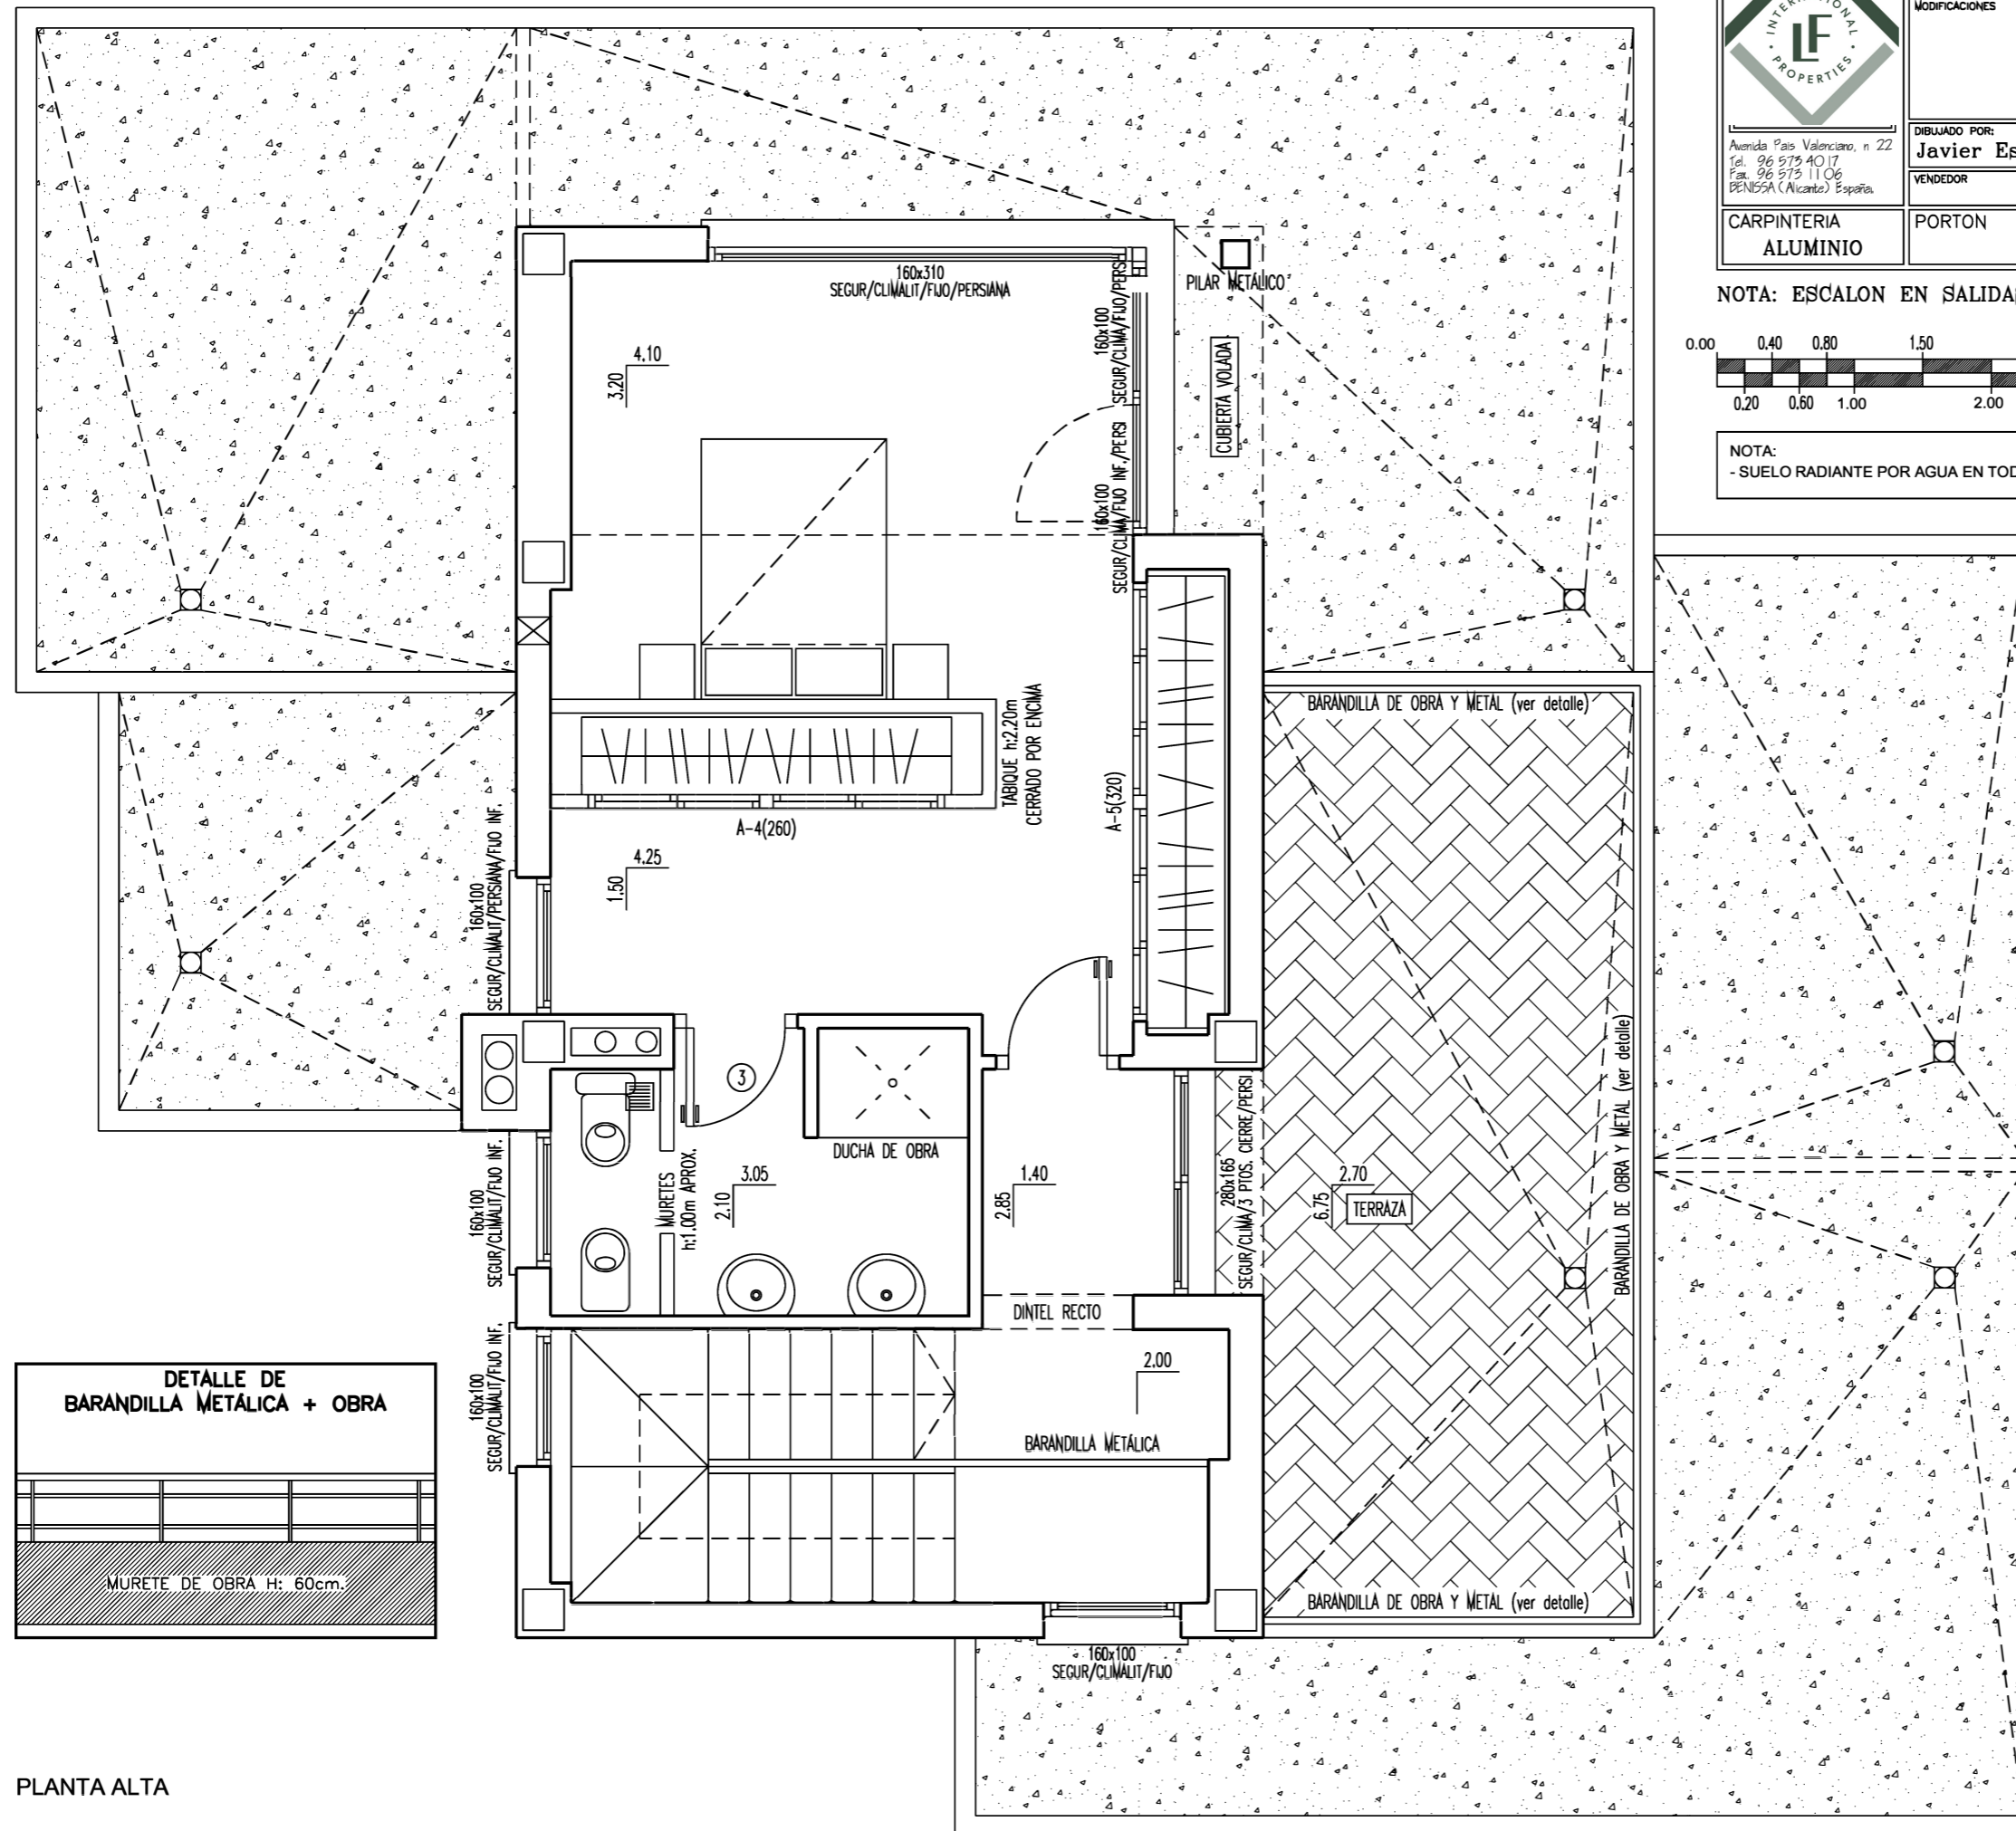 INTERNATIONAL
LF
PROPERTIES
MODIFICACIONES
Avenida Pais Valenciano, n 22
Tel. 96 573 40 17
Fax. 96 573 11 06
BENISSA (Alicante) España.
DIBUJADO POR:
Javier Es
VENDEDOR
CARPINTERIA
ALUMINIO
PORTON
NOTA: ESCALON EN SALIDA
0.00 0,40 0,80 1,50
0,20 0,60 1.00 2.00
NOTA:
- SUELO RADIANTE POR AGUA EN TOD
160x310
SEGUR/CLIMALIT/FIJO/PERSIANA
160x100
SEGUR/CLIMA/FIJO/PERSI
PILAR METÁLICO
CUBIERTA VOLADA
4.10
3.20
160x100
SEGUR/CLIMA/FIJO INF./PERSI
TABIQUE h:2.20m
CERRADO POR ENCIMA
BARANDILLA DE OBRA Y METAL (ver detalle)
A-4(260)
A-5(320)
160x100
SEGUR/CLIMALIT/PERSIANA/FIJO INF.
4.25
1.50
3
DUCHA DE OBRA
MURETES
h:1.00m APROX.
3.05
2.10
1.40
2.85
280x165
SEGUR/CLIMA/3 PTOS. CIERRE/PERSI
2.70
6.75
TERRAZA
BARANDILLA DE OBRA Y METAL (ver detalle)
160x100
SEGUR/CLIMALIT/FIJO INF.
DINTEL RECTO
160x100
SEGUR/CLIMALIT/FIJO INF.
2.00
BARANDILLA METÁLICA
BARANDILLA DE OBRA Y METAL (ver detalle)
160x100
SEGUR/CLIMALIT/FIJO
DETALLE DE
BARANDILLA METÁLICA + OBRA
MURETE DE OBRA H: 60cm.
PLANTA ALTA